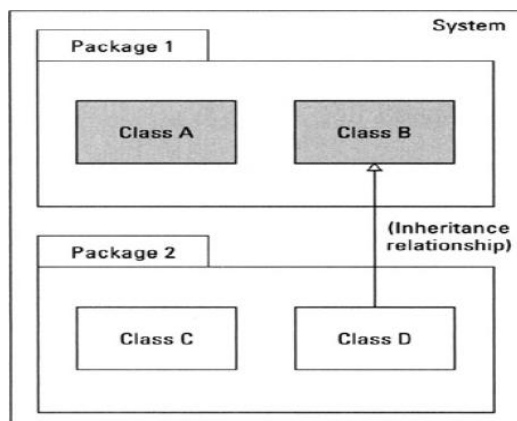 System
Package 1
Class A
Class B
(Inheritance
relationship)
Package 2
Class C
Class D